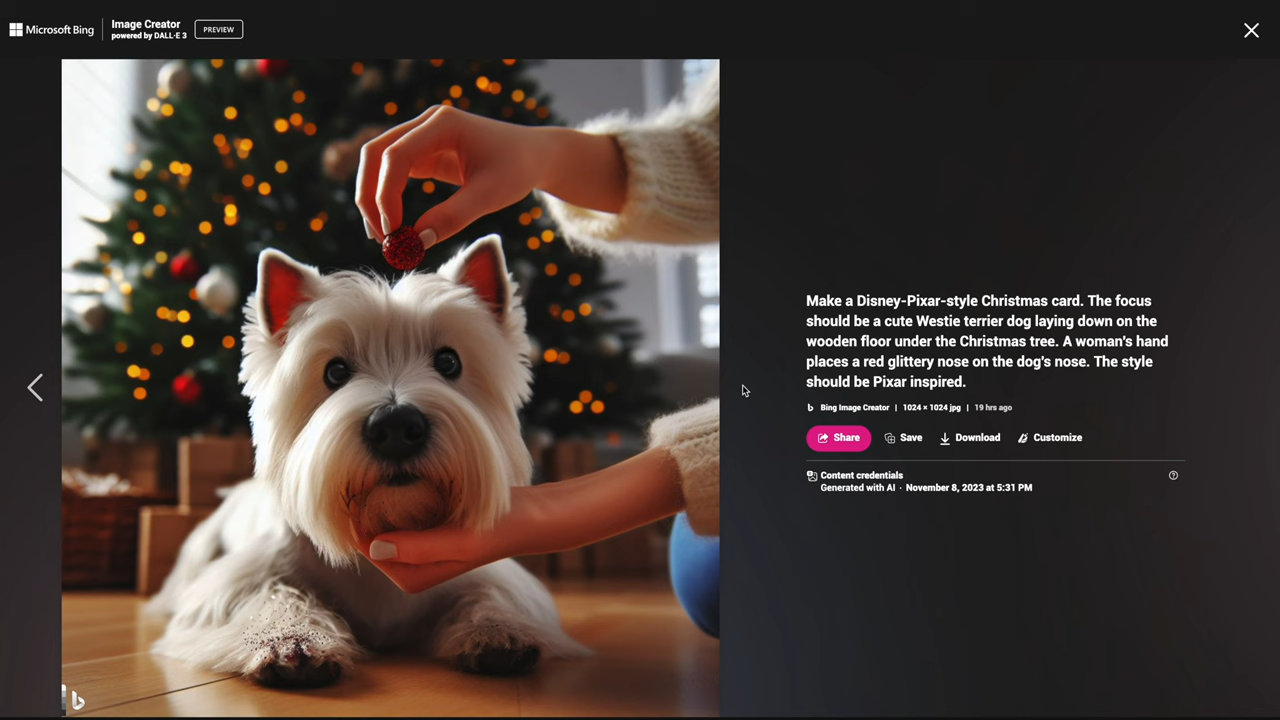 Microsoft Bing
Image Creator
powered by DALL·E 3
PREVIEW
Make a Disney-Pixar-style Christmas card. The focus
should be a cute Westie terrier dog laying down on the
wooden floor under the Christmas tree. A woman's hand
places a red glittery nose on the dog's nose. The style
should be Pixar inspired.
Bing Image Creator | 1024 × 1024 jpg | 19 hrs ago
Share Save Download Customize
Content credentials
Generated with AI · November 8, 2023 at 5:31 PM